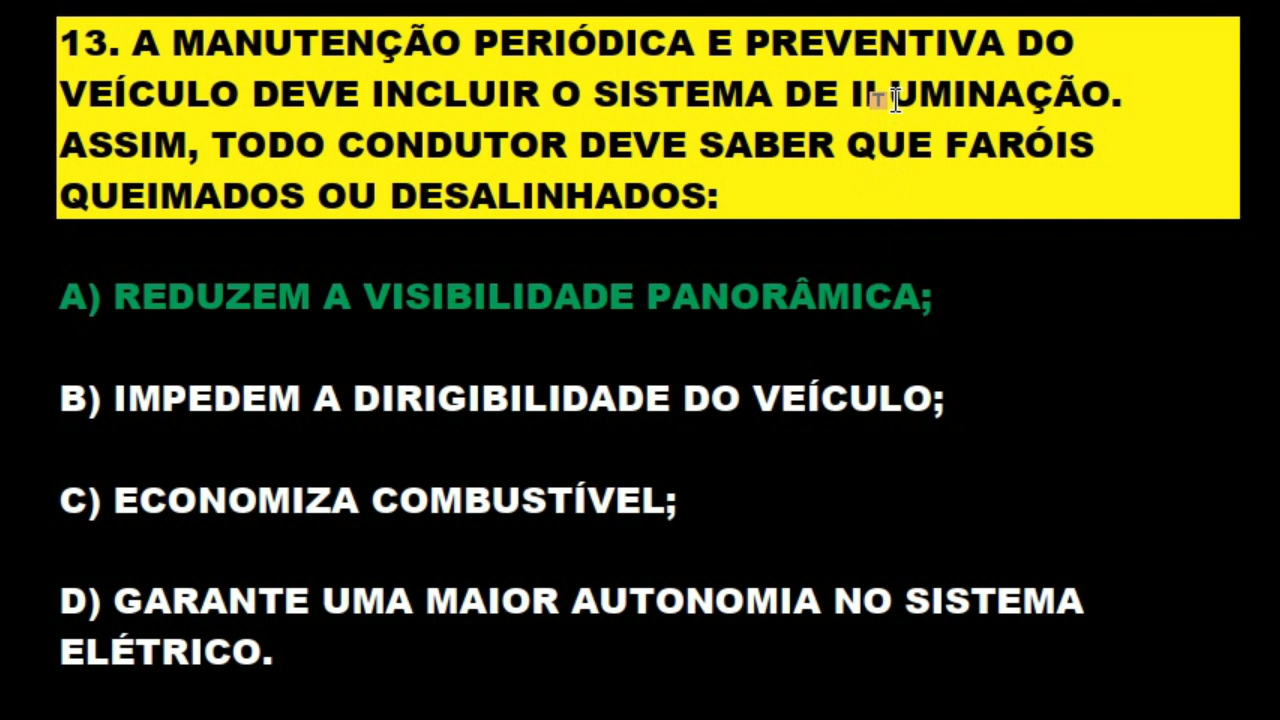 13. A MANUTENÇÃO PERIÓDICA E PREVENTIVA DO
VEÍCULO DEVE INCLUIR O SISTEMA DE ILUMINAÇÃO.
ASSIM, TODO CONDUTOR DEVE SABER QUE FARÓIS
QUEIMADOS OU DESALINHADOS:
A) REDUZEM A VISIBILIDADE PANORÂMICA;
B) IMPEDEM A DIRIGIBILIDADE DO VEÍCULO;
C) ECONOMIZA COMBUSTÍVEL;
D) GARANTE UMA MAIOR AUTONOMIA NO SISTEMA
ELÉTRICO.